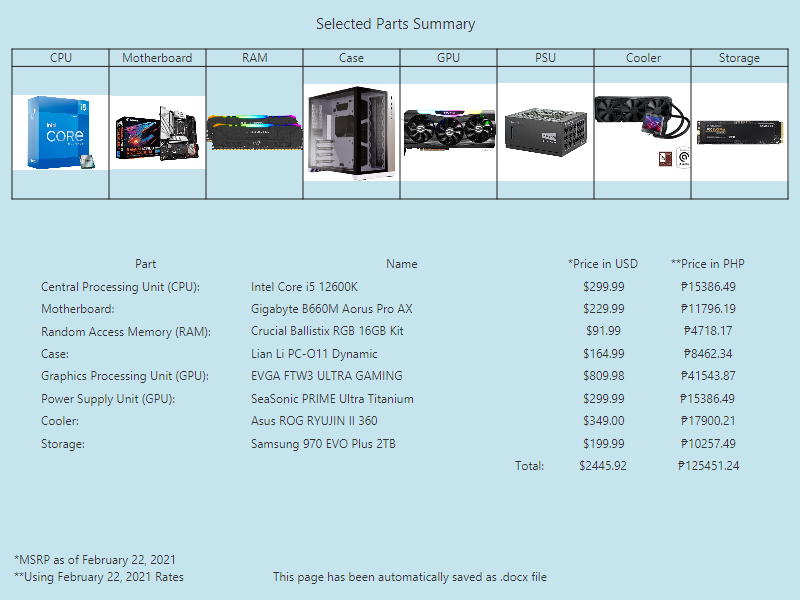 Selected Parts Summary
CPU Motherboard RAM Case GPU PSU Cooler Storage
intel
CORE
i5
Part Name *Price in USD **Price in PHP
Central Processing Unit (CPU): Intel Core i5 12600K $299.99 ₱15386.49
Motherboard: Gigabyte B660M Aorus Pro AX $229.99 ₱11796.19
Random Access Memory (RAM): Crucial Ballistix RGB 16GB Kit $91.99 ₱4718.17
Case: Lian Li PC-O11 Dynamic $164.99 ₱8462.34
Graphics Processing Unit (GPU): EVGA FTW3 ULTRA GAMING $809.98 ₱41543.87
Power Supply Unit (GPU): SeaSonic PRIME Ultra Titanium $299.99 ₱15386.49
Cooler: Asus ROG RYUJIN II 360 $349.00 ₱17900.21
Storage: Samsung 970 EVO Plus 2TB $199.99 ₱10257.49
Total: $2445.92 ₱125451.24
*MSRP as of February 22, 2021
**Using February 22, 2021 Rates This page has been automatically saved as .docx file